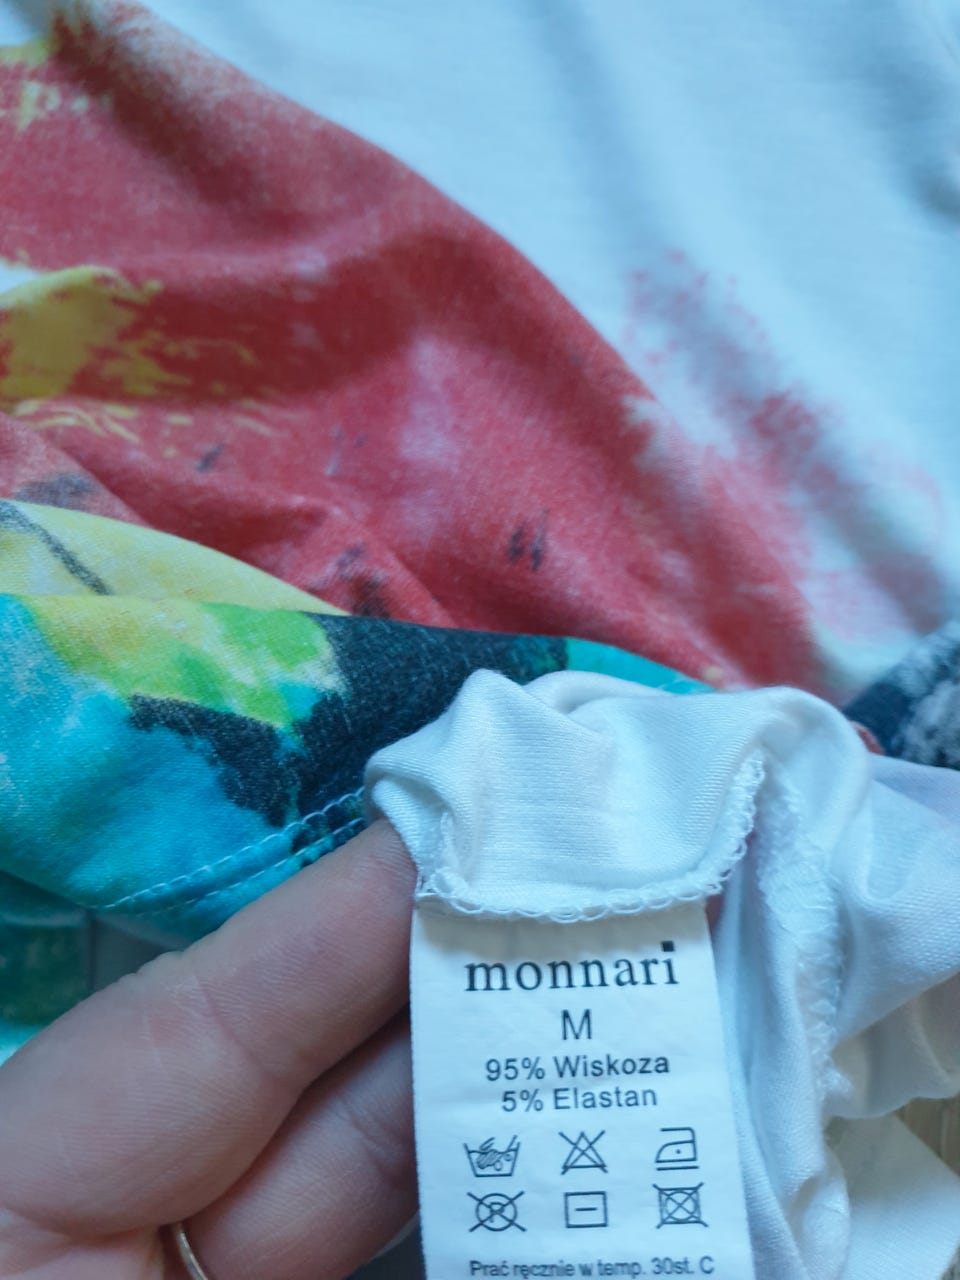 monnari
M
95% Wiskoza
5% Elastan
Prać ręcznie w temp. 30st. C